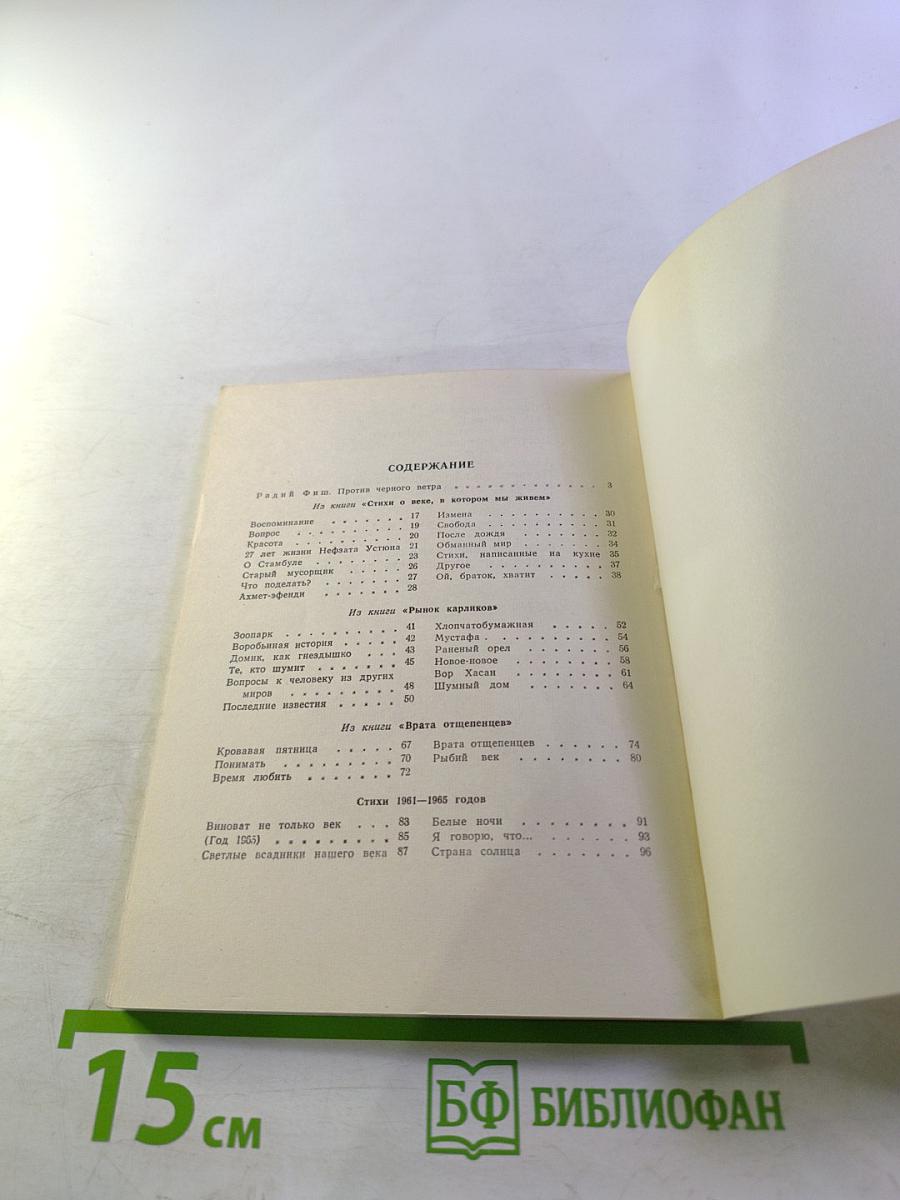 СОДЕРЖАНИЕ
Радий Фиш. Против черного ветра . . . . . . . . . . . . . 3
Из книги «Стихи о веке, в котором мы живем»
Воспоминание . . . . . . . 17
Вопрос . . . . . . . . . 19
Красота . . . . . . . . . 20
27 лет жизни Нефзата Устюна 21
О Стамбуле . . . . . . . 23
Старый мусорщик . . . . . 26
Что поделать? . . . . . . . 27
Ахмет-эфенди . . . . . . . 28
Измена . . . . . . . . . . 30
Свобода . . . . . . . . . 31
После дождя . . . . . . . 32
Обманный мир . . . . . . . 34
Стихи, написанные на кухне 35
Другое . . . . . . . . . . 37
Ой, браток, хватит . . . . . 38
Из книги «Рынок карликов»
Зоопарк . . . . . . . . . . 41
Воробьиная история . . . . . 42
Домик, как гнездышко . . . 43
Те, кто шумит . . . . . . . 45
Вопросы к человеку из других
миров . . . . . . . . . 48
Последние известия . . . . . 50
Хлопчатобумажная . . . . . 52
Мустафа . . . . . . . . . . 54
Раненый орел . . . . . . . 56
Новое-новое . . . . . . . . 58
Вор Хасан . . . . . . . . . 61
Шумный дом . . . . . . . 64
Из книги «Врата отщепенцев»
Кровавая пятница . . . . . 67
Понимать . . . . . . . . . 70
Время любить . . . . . . . 72
Врата отщепенцев . . . . . . 74
Рыбий век . . . . . . . . 80
Стихи 1961—1965 годов
Виноват не только век . . . 83
(Год 1965) . . . . . . . . . 85
Светлые всадники нашего века 87
Белые ночи . . . . . . . . 91
Я говорю, что... . . . . . . 93
Страна солнца . . . . . . . 96
15 см
БФ БИБЛИОФАН